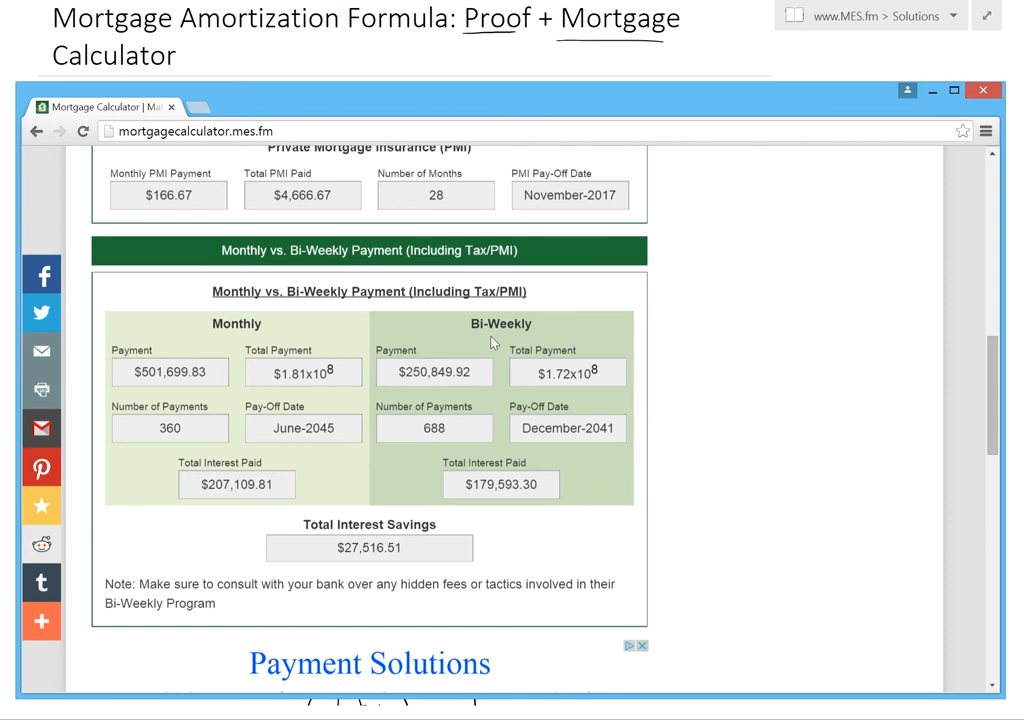 Mortgage Amortization Formula: Proof + Mortgage
Calculator
www.MES.fm > Solutions
Mortgage Calculator | Ma
mortgagecalculator.mes.fm
Private Mortgage Insurance (PMI)
Monthly PMI Payment Total PMI Paid Number of Months PMI Pay-Off Date
$166.67 $4,666.67 28 November-2017
Monthly vs. Bi-Weekly Payment (Including Tax/PMI)
Monthly vs. Bi-Weekly Payment (Including Tax/PMI)
Monthly Bi-Weekly
Payment Total Payment Payment Total Payment
$501,699.83 $1.81x10⁸ $250,849.92 $1.72x10⁸
Number of Payments Pay-Off Date Number of Payments Pay-Off Date
360 June-2045 688 December-2041
Total Interest Paid Total Interest Paid
$207,109.81 $179,593.30
Total Interest Savings
$27,516.51
Note: Make sure to consult with your bank over any hidden fees or tactics involved in their
Bi-Weekly Program
Payment Solutions